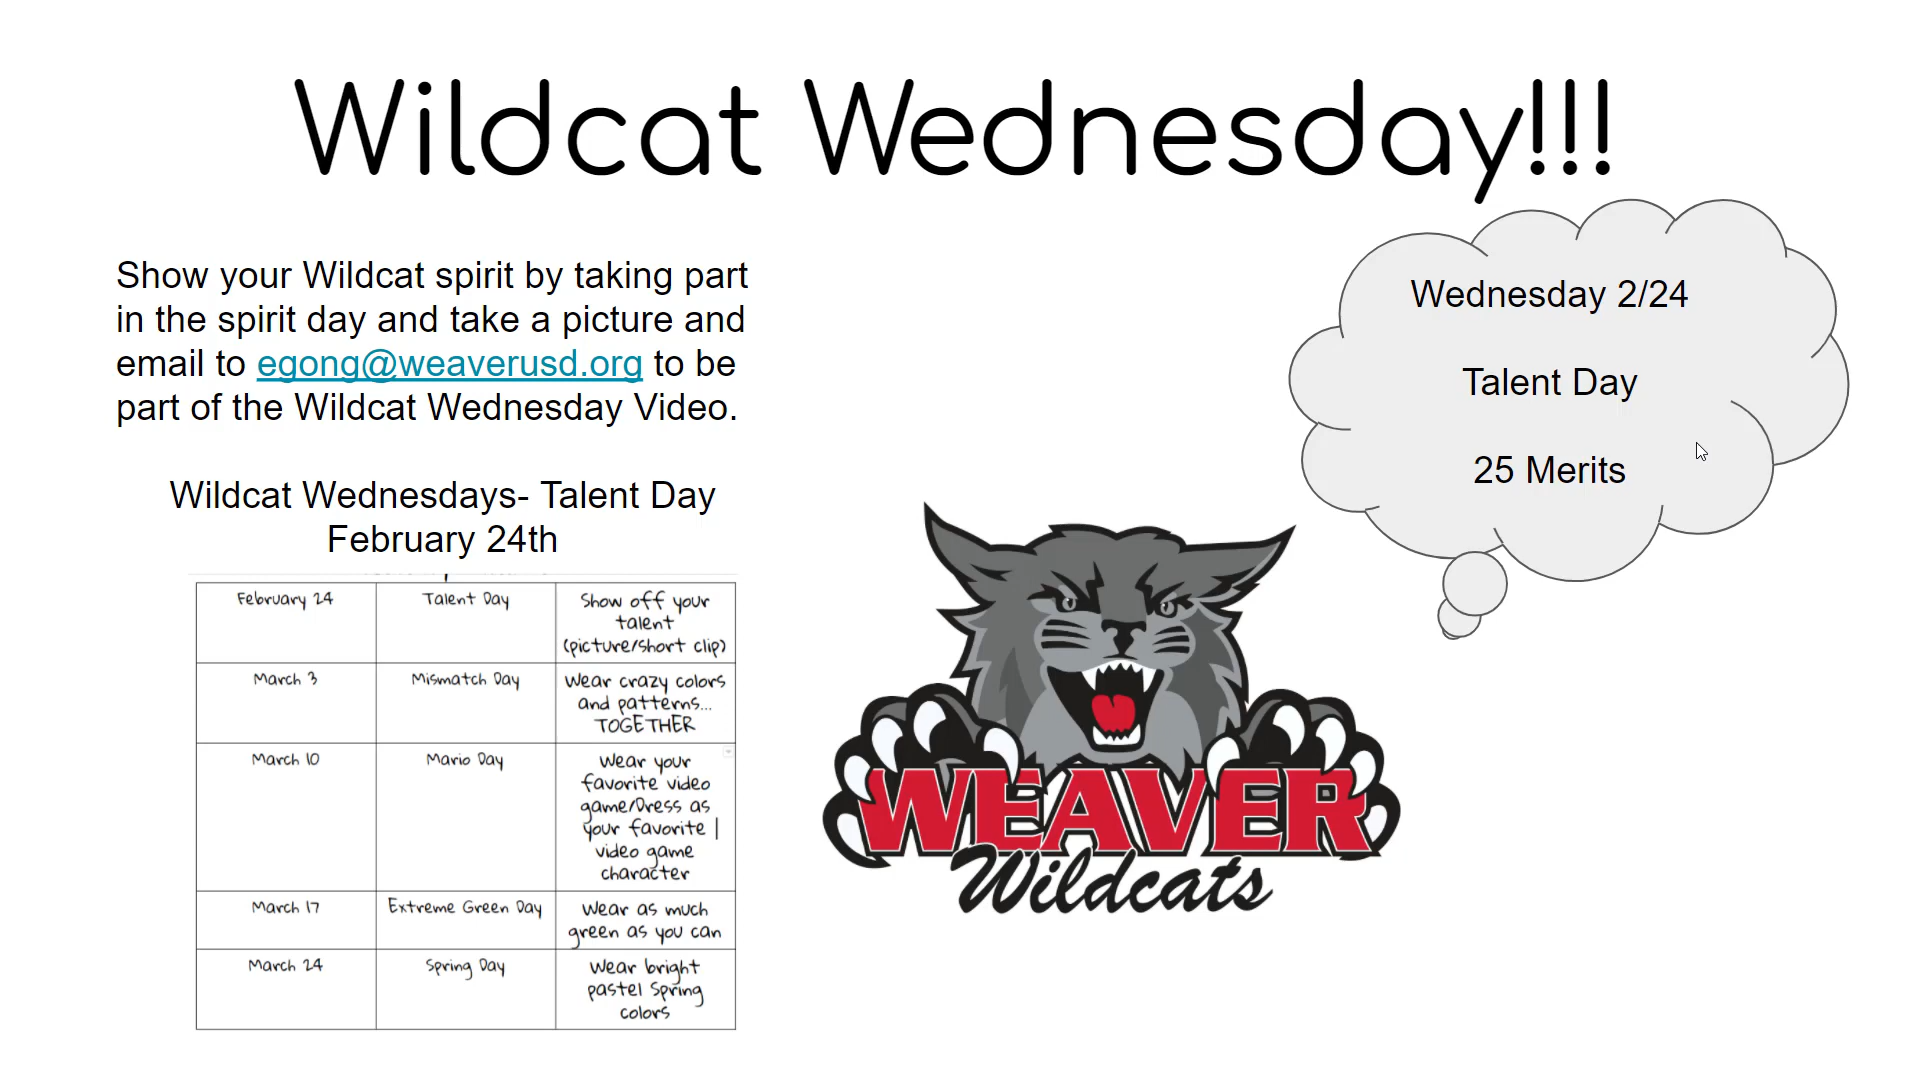 Wildcat Wednesday!!!
Show your Wildcat spirit by taking part
in the spirit day and take a picture and
email to egong@weaverusd.org to be
part of the Wildcat Wednesday Video.
Wildcat Wednesdays- Talent Day
February 24th
February 24
Talent Day
Show off your
talent
(picture/short clip)
March 3
Mismatch Day
Wear crazy colors
and patterns...
TOGETHER
March 10
Mario Day
Wear your
favorite video
game/Dress as
your favorite
video game
character
March 17
Extreme Green Day
Wear as much
green as you can
March 24
Spring Day
Wear bright
pastel Spring
colors
Wednesday 2/24
Talent Day
25 Merits
WEAVER
Wildcats